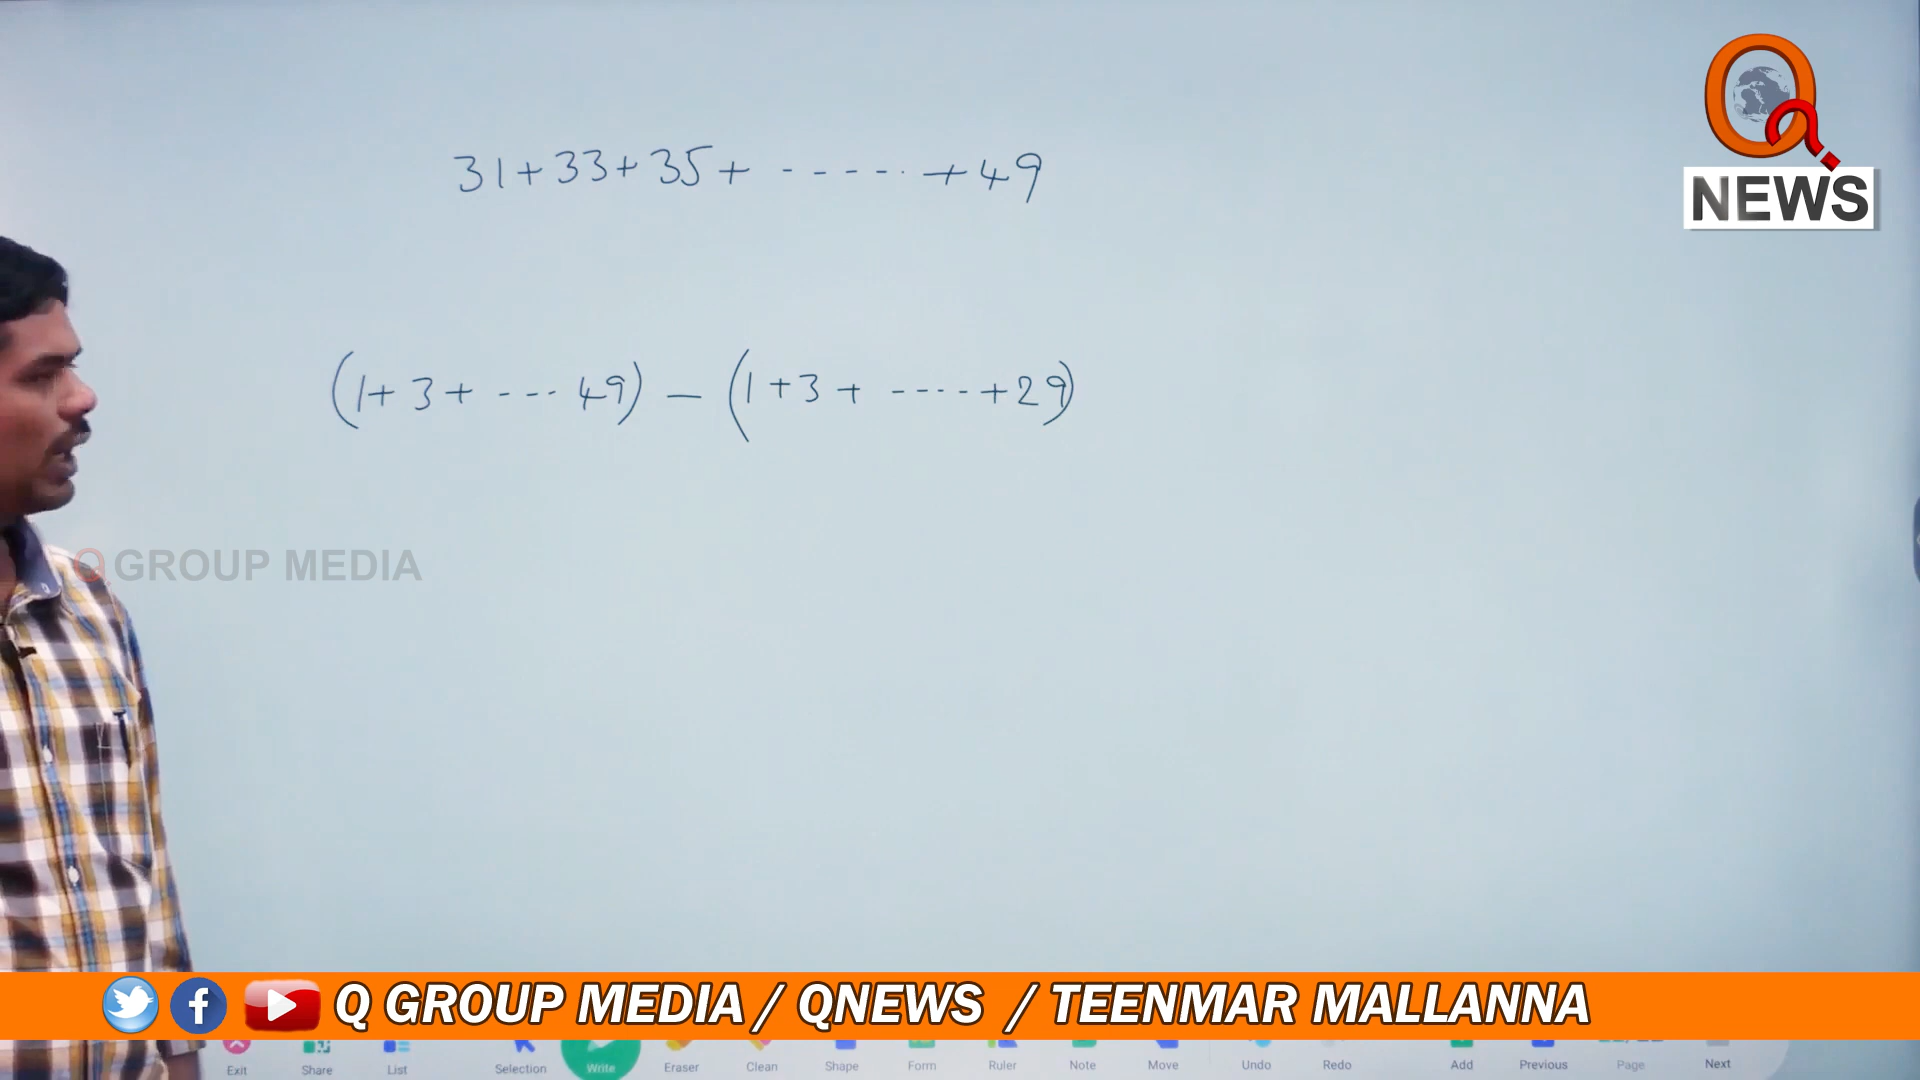 31+33+35+ ------ +49
(1+3+ --- 49) — (1+3+ -----+29)
Q NEWS
Q GROUP MEDIA
Q GROUP MEDIA / QNEWS / TEENMAR MALLANNA
Exit Share List Selection Write Eraser Clean Shape Form Ruler Note Move Undo Redo Add Previous Page Next